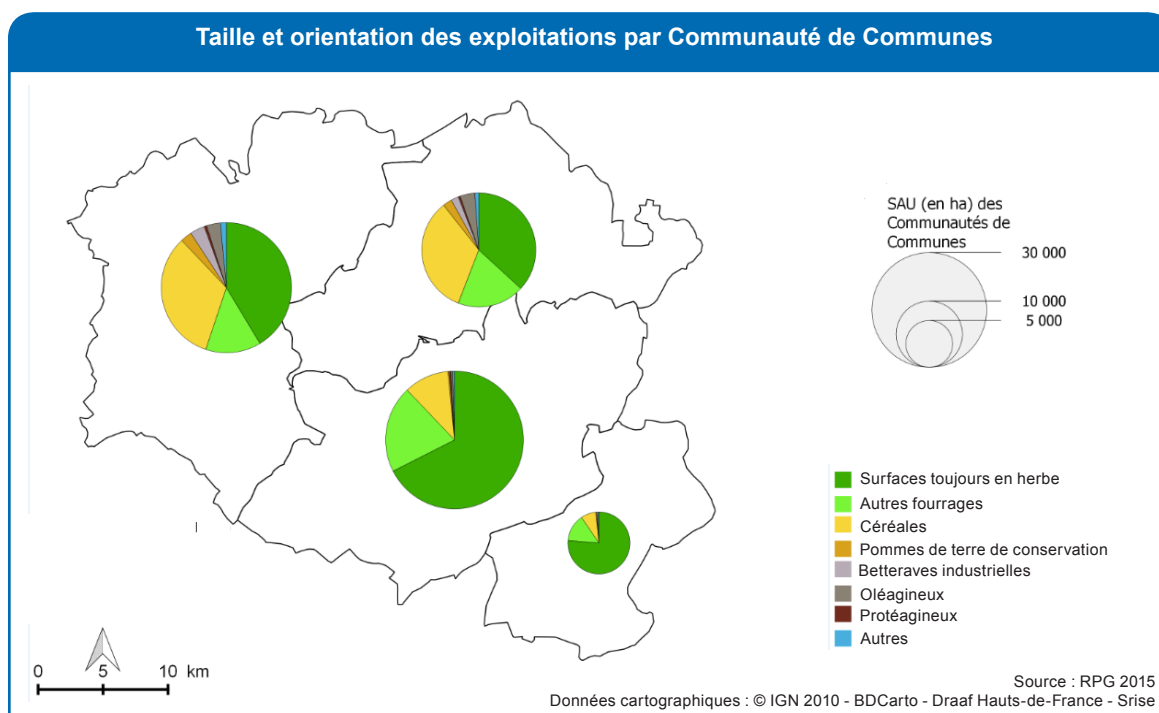 Taille et orientation des exploitations par Communauté de Communes
SAU (en ha) des
Communautés de
Communes
30 000
10 000
5 000
Surfaces toujours en herbe
Autres fourrages
Céréales
Pommes de terre de conservation
Betteraves industrielles
Oléagineux
Protéagineux
Autres
0 5 10 km
Source : RPG 2015
Données cartographiques : © IGN 2010 - BDCarto - Draaf Hauts-de-France - Srise